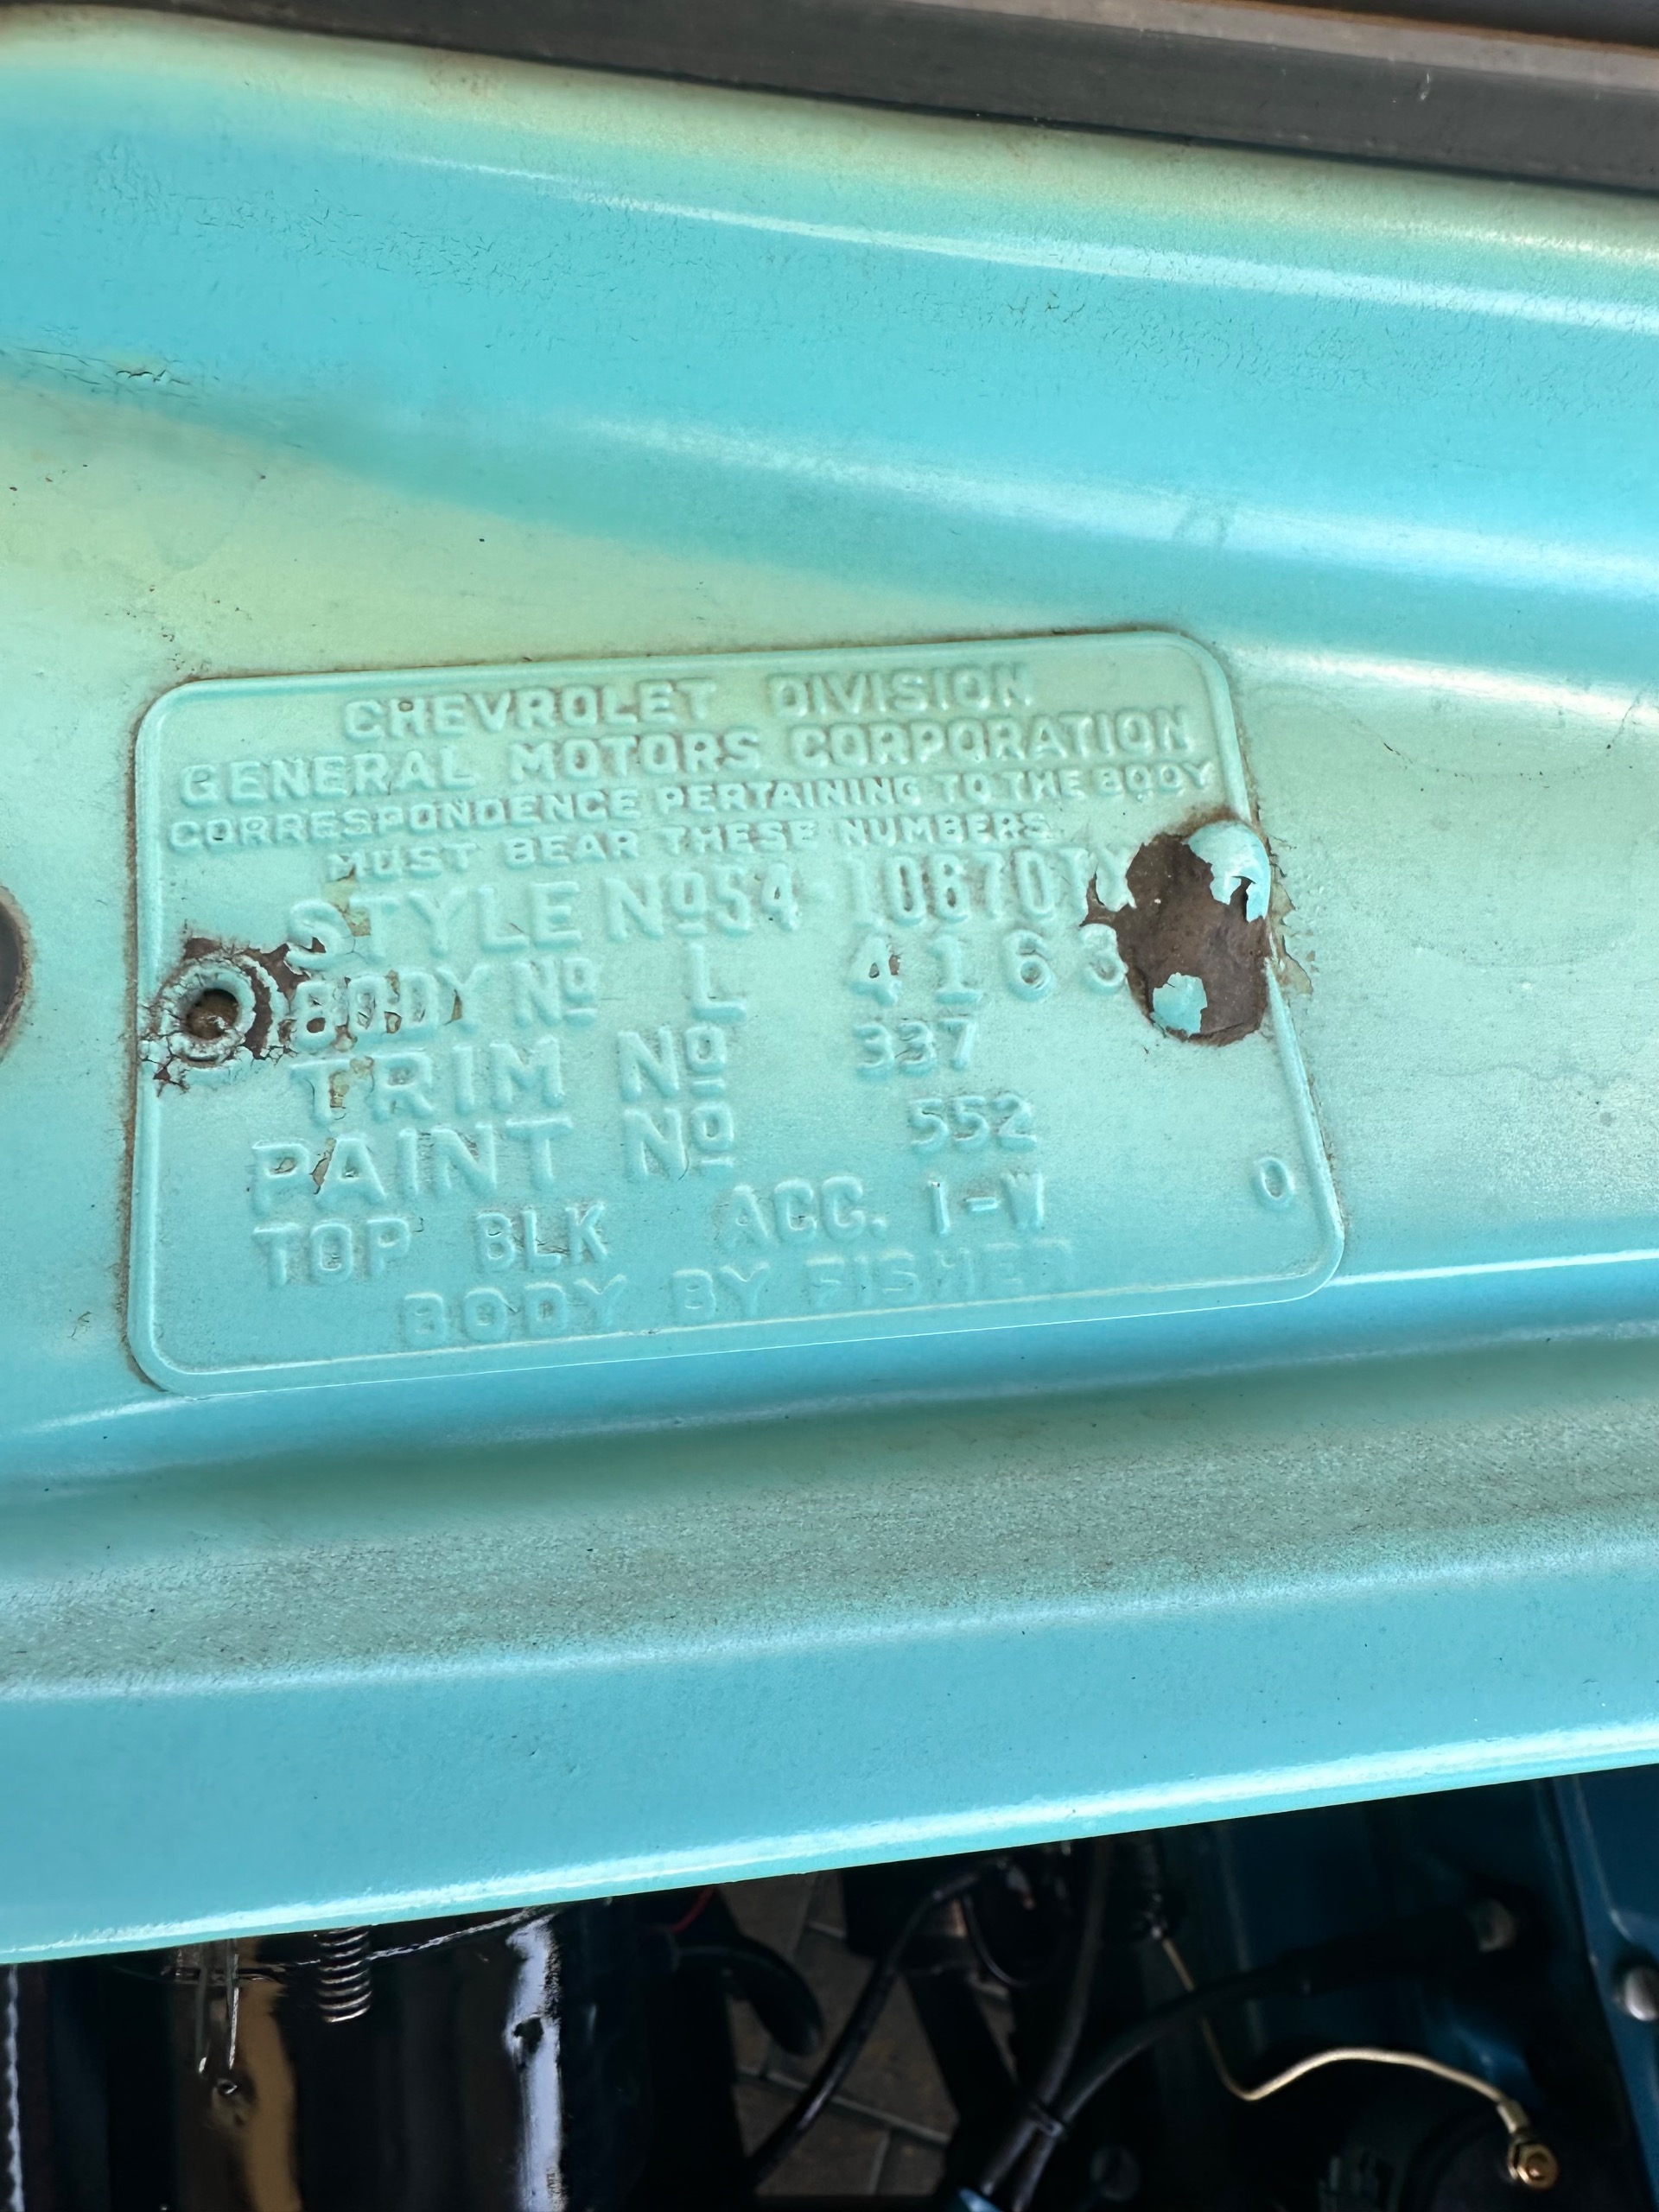 CHEVROLET DIVISION
GENERAL MOTORS CORPORATION
CORRESPONDENCE PERTAINING TO THE BODY
MUST BEAR THESE NUMBERS
STYLE Nº 54-1067DTX
BODY Nº L 4163
TRIM Nº 337
PAINT Nº 552
TOP BLK ACC. 1-W O
BODY BY FISHER